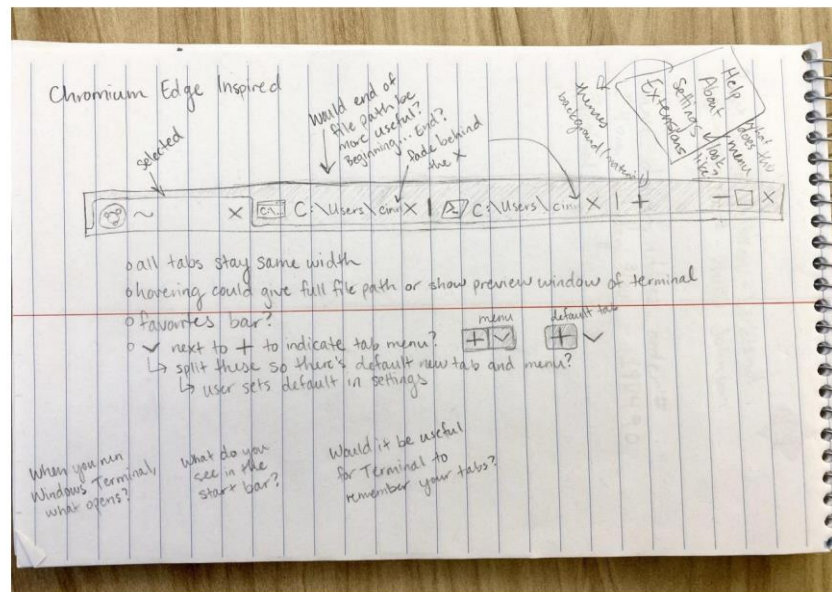 Chromium Edge Inspired
selected
Would end of
file path be
more useful?
Beginning...End?
fade behind
the X
themes
background (material)
Help
About
Settings
Extensions
what does
this menu
look like?
~ X C:\ C:\Users\cinn X | C:\Users\cinn X | + — □ X
o all tabs stay same width
o hovering could give full file path or show preview window of terminal
o favorites bar?
o ∨ next to + to indicate tab menu?
↳ split these so there's default new tab and menu?
↳ user sets default in settings
menu
+ ∨
default tab
+ ∨
When you run
Windows Terminal,
what opens?
What do you
see in the
start bar?
Would it be useful
for Terminal to
remember your tabs?